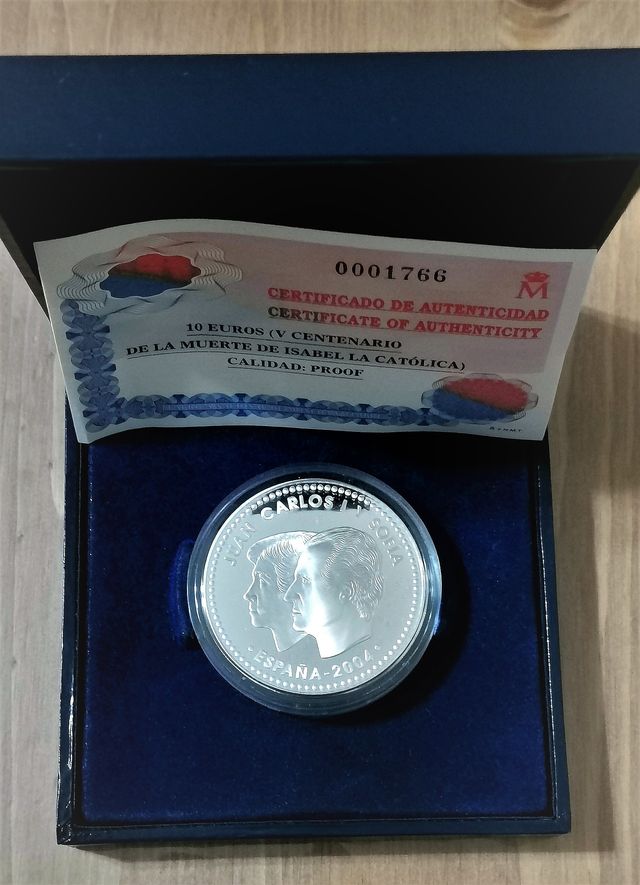 0001766
M
CERTIFICADO DE AUTENTICIDAD
CERTIFICATE OF AUTHENTICITY
10 EUROS (V CENTENARIO
DE LA MUERTE DE ISABEL LA CATÓLICA)
CALIDAD: PROOF
JUAN CARLOS I Y SOFIA
· ESPAÑA - 2004 ·